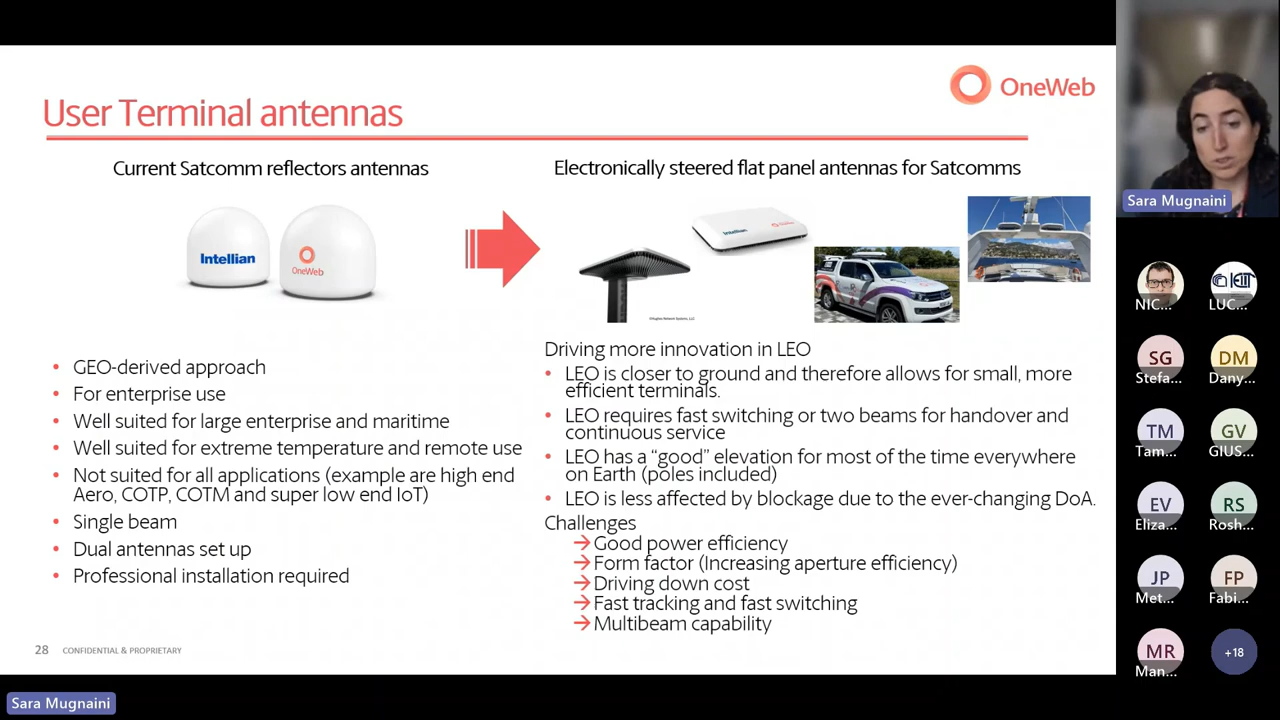 User Terminal antennas
OneWeb
Current Satcomm reflectors antennas
Electronically steered flat panel antennas for Satcomms
Intellian
OneWeb
Intellian
• GEO-derived approach
• For enterprise use
• Well suited for large enterprise and maritime
• Well suited for extreme temperature and remote use
• Not suited for all applications (example are high end
Aero, COTP, COTM and super low end IoT)
• Single beam
• Dual antennas set up
• Professional installation required
Driving more innovation in LEO
• LEO is closer to ground and therefore allows for small, more
efficient terminals.
• LEO requires fast switching or two beams for handover and
continuous service
• LEO has a “good” elevation for most of the time everywhere
on Earth (poles included)
• LEO is less affected by blockage due to the ever-changing DoA.
Challenges
→Good power efficiency
→Form factor (Increasing aperture efficiency)
→Driving down cost
→Fast tracking and fast switching
→Multibeam capability
28 CONFIDENTIAL & PROPRIETARY
Sara Mugnaini
Sara Mugnaini
NIC...
LUC...
SG
Stefa...
DM
Dany...
TM
Tam...
GV
GIUS...
EV
Eliza...
RS
Rosh...
JP
Met...
FP
Fabi...
MR
Man...
+18